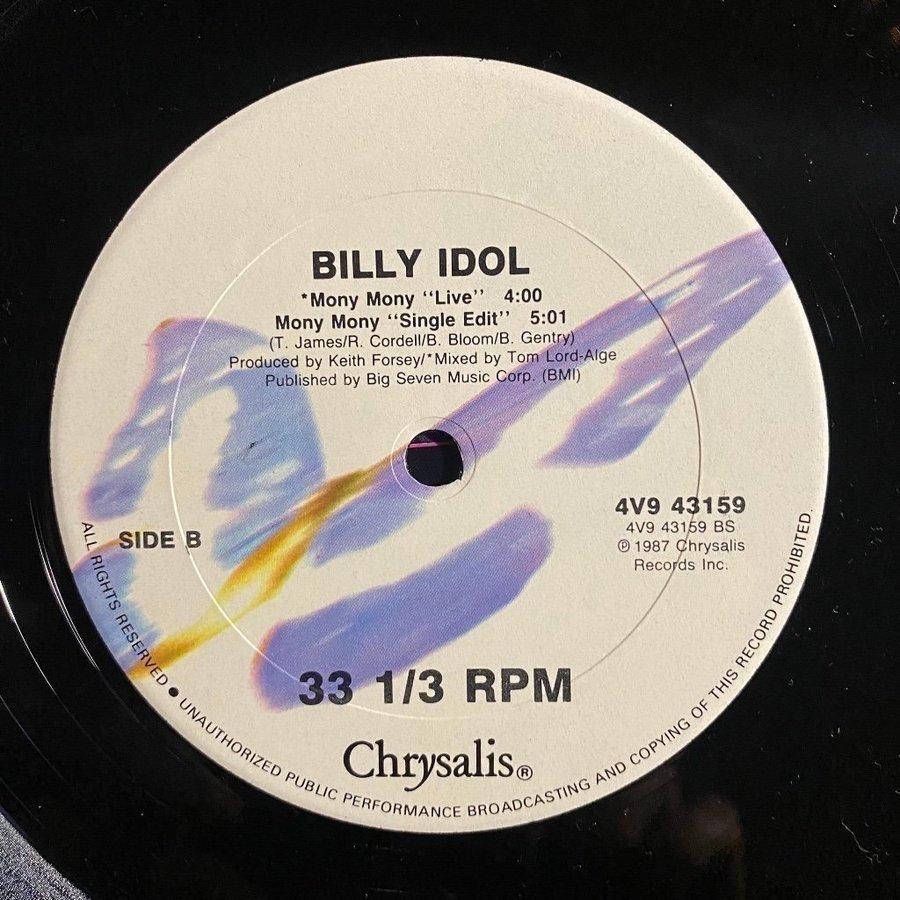 BILLY IDOL
*Mony Mony "Live" 4:00
Mony Mony "Single Edit" 5:01
(T. James/R. Cordell/B. Bloom/B. Gentry)
Produced by Keith Forsey/*Mixed by Tom Lord-Alge
Published by Big Seven Music Corp. (BMI)
SIDE B
4V9 43159
4V9 43159 BS
℗ 1987 Chrysalis
Records Inc.
33 1/3 RPM
Chrysalis®
ALL RIGHTS RESERVED • UNAUTHORIZED PUBLIC PERFORMANCE BROADCASTING AND COPYING OF THIS RECORD PROHIBITED.